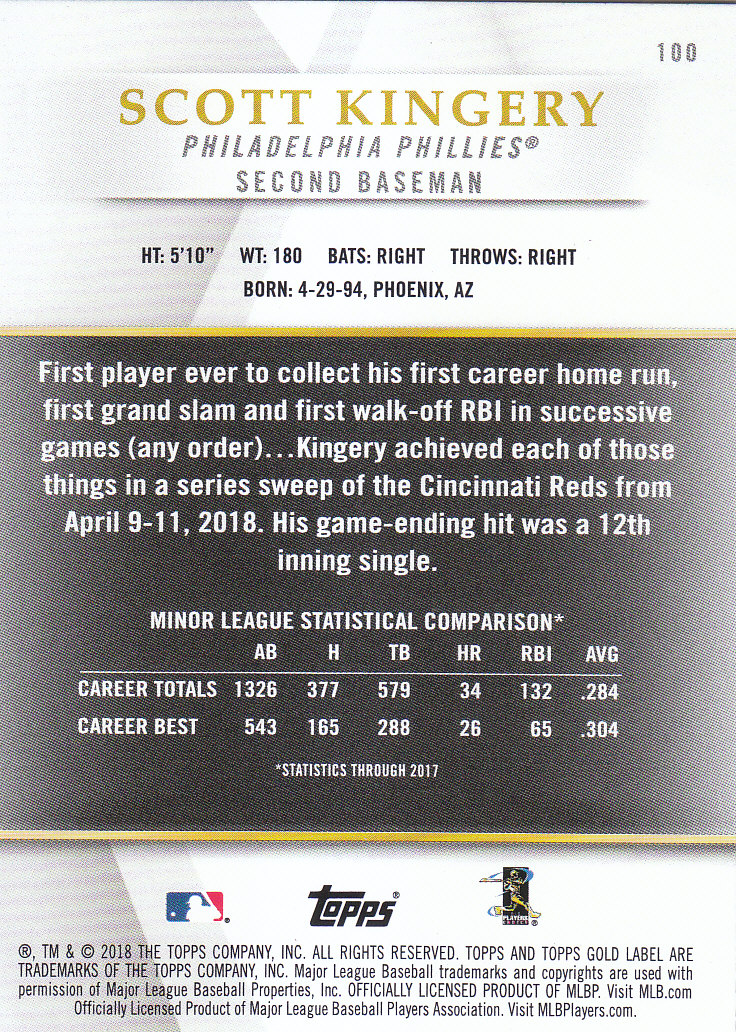 100
SCOTT KINGERY
PHILADELPHIA PHILLIES®
SECOND BASEMAN
HT: 5'10" WT: 180 BATS: RIGHT THROWS: RIGHT
BORN: 4-29-94, PHOENIX, AZ
First player ever to collect his first career home run,
first grand slam and first walk-off RBI in successive
games (any order)...Kingery achieved each of those
things in a series sweep of the Cincinnati Reds from
April 9-11, 2018. His game-ending hit was a 12th
inning single.
MINOR LEAGUE STATISTICAL COMPARISON*
AB H TB HR RBI AVG
CAREER TOTALS 1326 377 579 34 132 .284
CAREER BEST 543 165 288 26 65 .304
*STATISTICS THROUGH 2017
topps®
PLAYERS
CHOICE ®
®, TM & © 2018 THE TOPPS COMPANY, INC. ALL RIGHTS RESERVED. TOPPS AND TOPPS GOLD LABEL ARE
TRADEMARKS OF THE TOPPS COMPANY, INC. Major League Baseball trademarks and copyrights are used with
permission of Major League Baseball Properties, Inc. OFFICIALLY LICENSED PRODUCT OF MLBP. Visit MLB.com
Officially Licensed Product of Major League Baseball Players Association. Visit MLBPlayers.com.